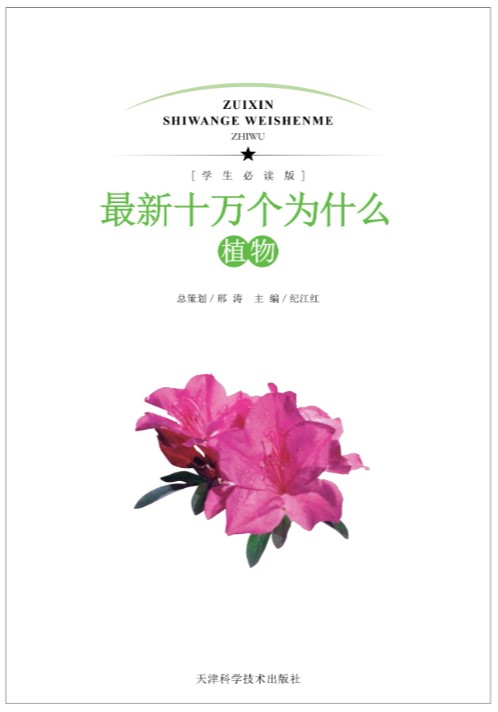 ZUIXIN
SHIWANGE WEISHENME
ZHIWU
[学生必读版]
最新十万个为什么
植物
总策划/邢涛 主编/纪江红
天津科学技术出版社